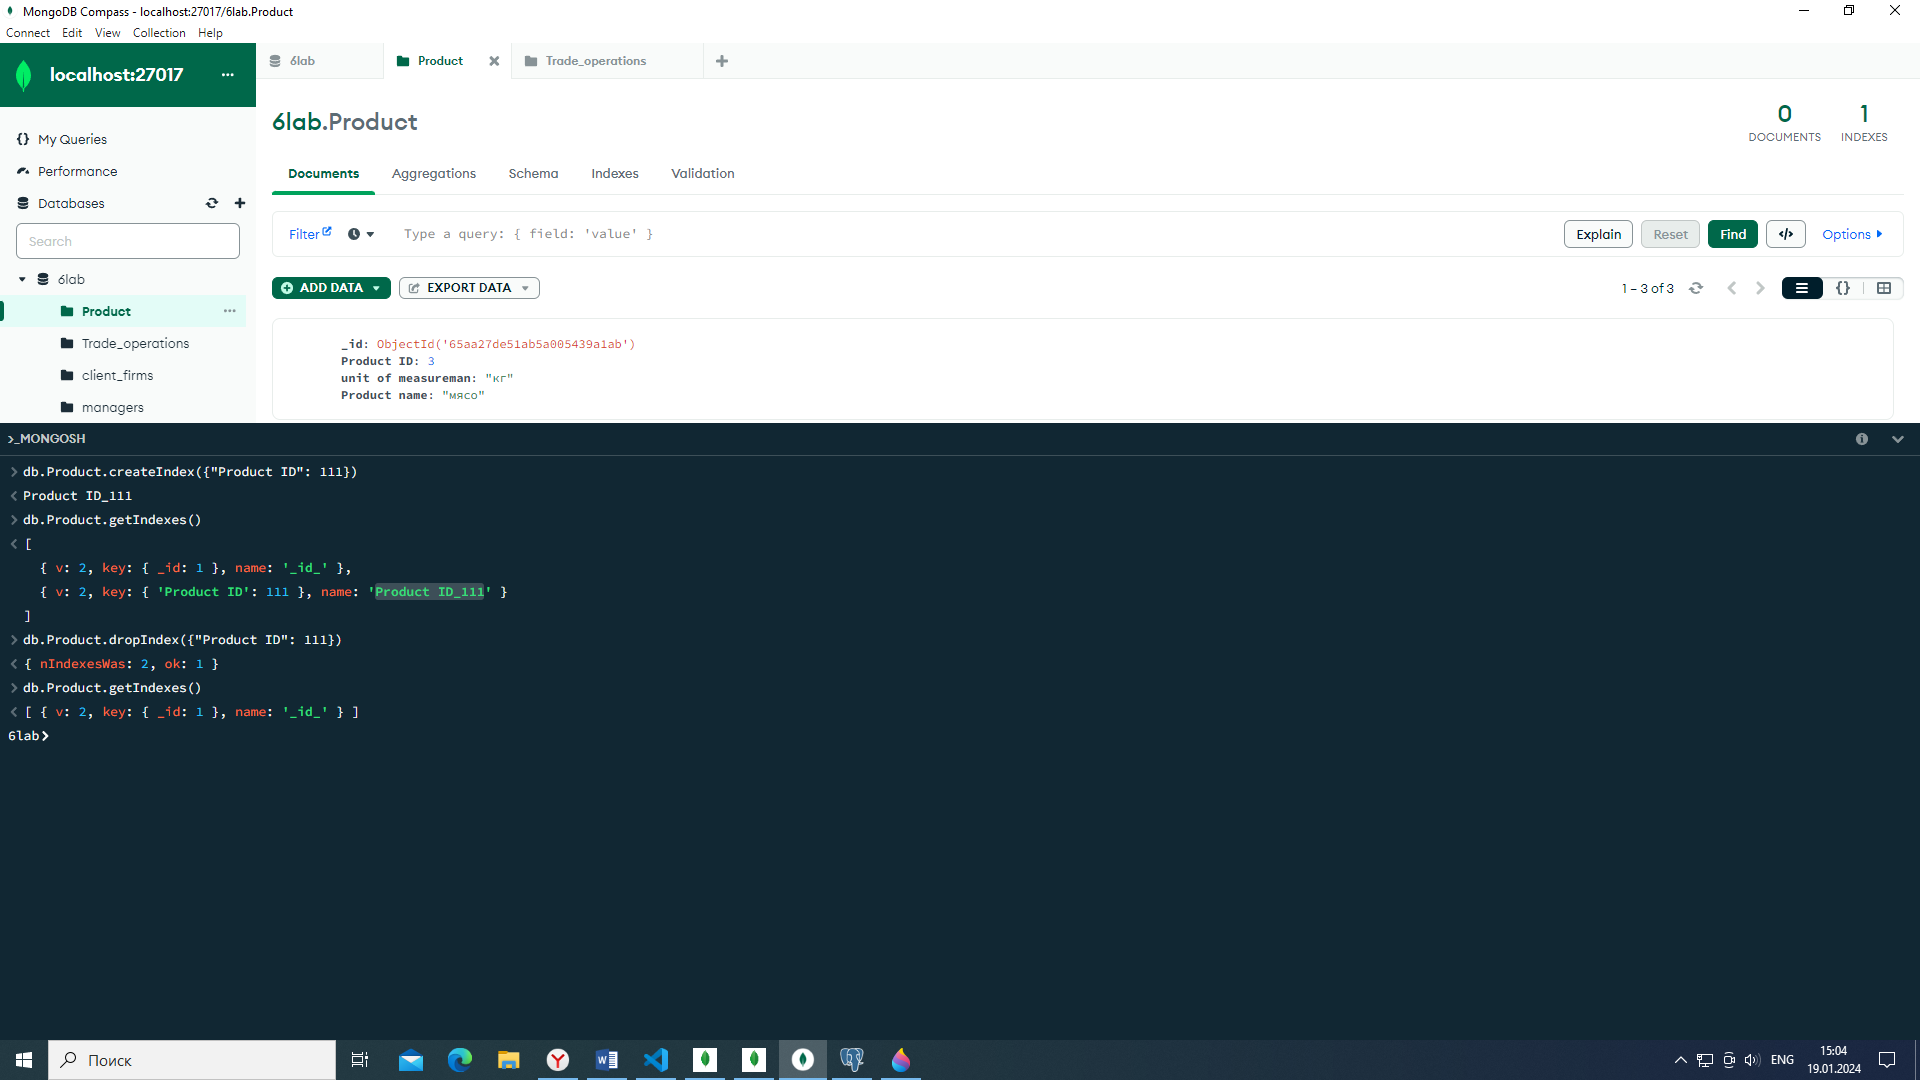 MongoDB Compass - localhost:27017/6lab.Product
Connect Edit View Collection Help
localhost:27017
6lab
Product
Trade_operations
My Queries
Performance
Databases
Search
6lab
Product
Trade_operations
client_firms
managers
6lab.Product
0
DOCUMENTS
1
INDEXES
Documents Aggregations Schema Indexes Validation
Filter
Type a query: { field: 'value' }
Explain Reset Find </> Options
ADD DATA EXPORT DATA
1 – 3 of 3
_id: ObjectId('65aa27de51ab5a005439a1ab')
Product ID: 3
unit of measureman: "кг"
Product name: "мясо"
>_MONGOSH
db.Product.createIndex({"Product ID": 111})
Product ID_111
db.Product.getIndexes()
[
{ v: 2, key: { _id: 1 }, name: '_id_' },
{ v: 2, key: { 'Product ID': 111 }, name: 'Product ID_111' }
]
db.Product.dropIndex({"Product ID": 111})
{ nIndexesWas: 2, ok: 1 }
db.Product.getIndexes()
[ { v: 2, key: { _id: 1 }, name: '_id_' } ]
6lab>
Поиск
ENG
15:04
19.01.2024